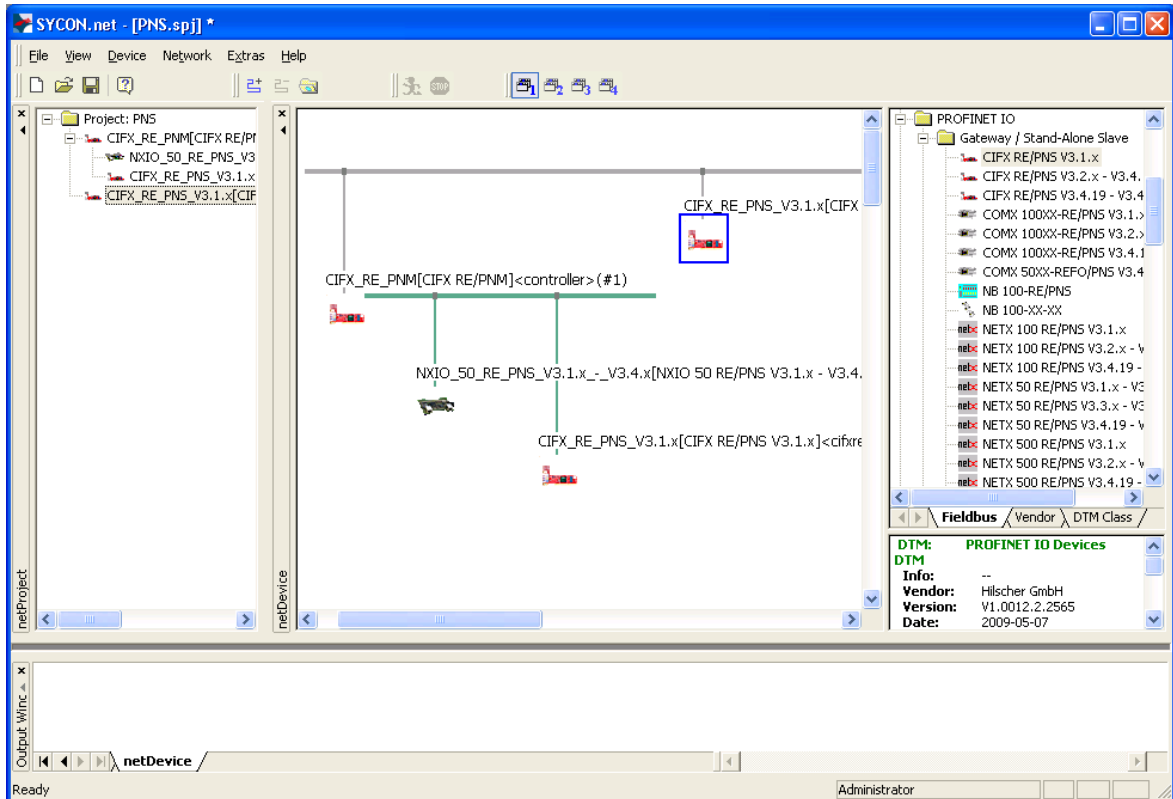 SYCON.net - [PNS.spj] *
File View Device Network Extras Help
STOP
1 2 3 4
netProject
Project: PNS
CIFX_RE_PNM[CIFX RE/PN
NXIO_50_RE_PNS_V3
CIFX_RE_PNS_V3.1.x
CIFX_RE_PNS_V3.1.x[CIF
netDevice
CIFX_RE_PNS_V3.1.x[CIFX
CIFX_RE_PNM[CIFX RE/PNM]<controller>(#1)
NXIO_50_RE_PNS_V3.1.x_-_V3.4.x[NXIO 50 RE/PNS V3.1.x - V3.4.
CIFX_RE_PNS_V3.1.x[CIFX RE/PNS V3.1.x]<cifxre
PROFINET IO
Gateway / Stand-Alone Slave
CIFX RE/PNS V3.1.x
CIFX RE/PNS V3.2.x - V3.4.
CIFX RE/PNS V3.4.19 - V3.4
COMX 100XX-RE/PNS V3.1.x
COMX 100XX-RE/PNS V3.2.x
COMX 100XX-RE/PNS V3.4.1
COMX 50XX-REFO/PNS V3.4
NB 100-RE/PNS
NB 100-XX-XX
NETX 100 RE/PNS V3.1.x
NETX 100 RE/PNS V3.2.x - V
NETX 100 RE/PNS V3.4.19 -
NETX 50 RE/PNS V3.1.x - V3
NETX 50 RE/PNS V3.3.x - V3
NETX 50 RE/PNS V3.4.19 - V
NETX 500 RE/PNS V3.1.x
NETX 500 RE/PNS V3.2.x - V
NETX 500 RE/PNS V3.4.19 -
Fieldbus Vendor DTM Class
DTM: PROFINET IO Devices
DTM
Info: --
Vendor: Hilscher GmbH
Version: V1.0012.2.2565
Date: 2009-05-07
Output Winc
netDevice
Ready
Administrator